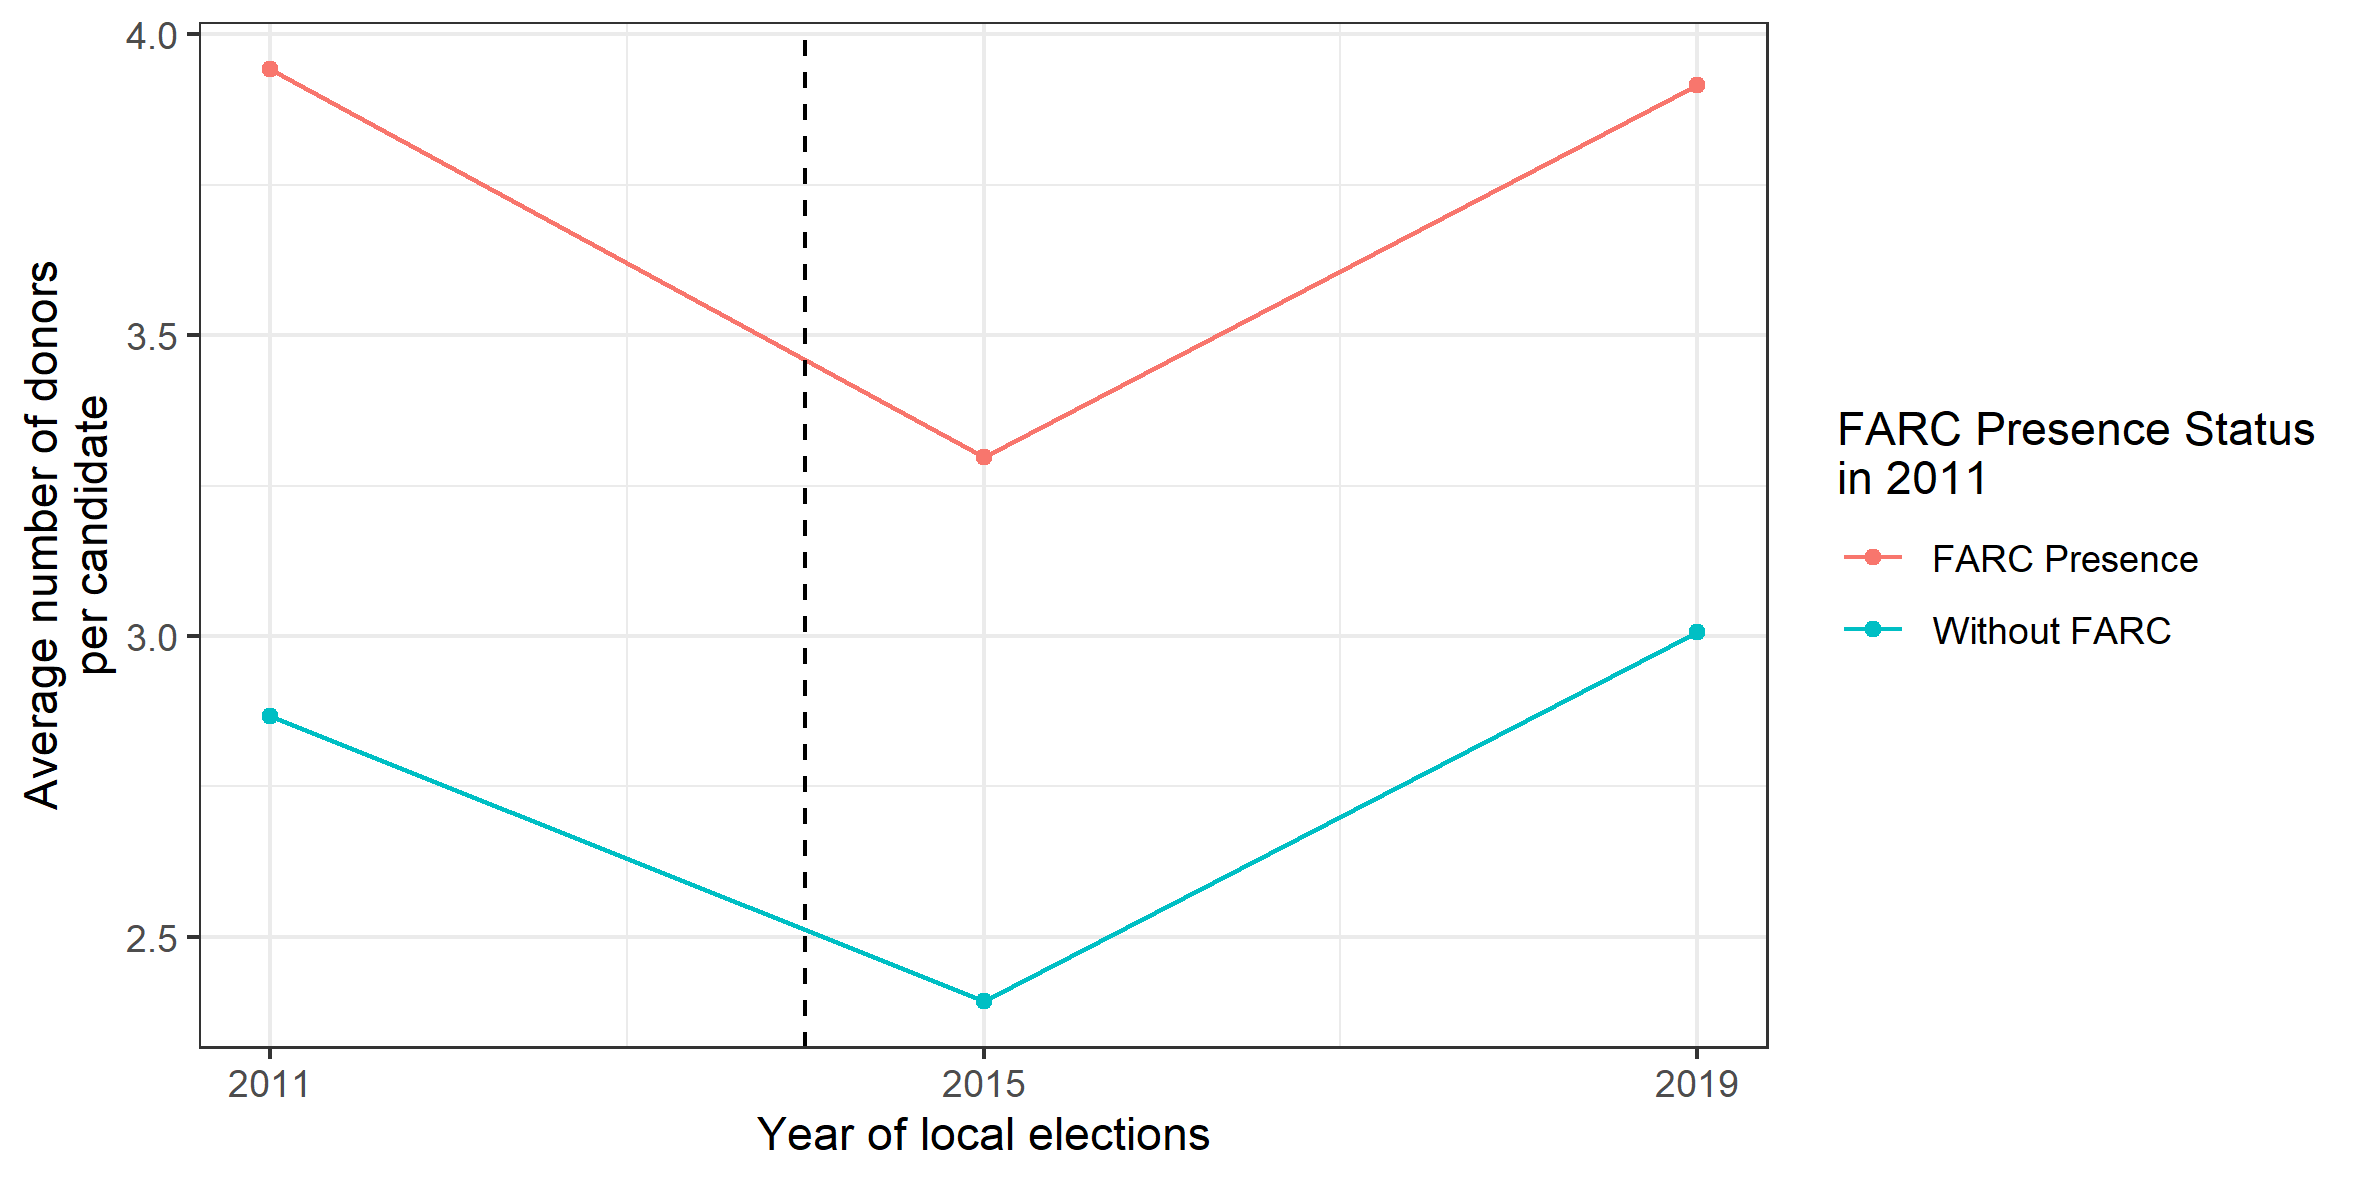 Average number of donors
per candidate
4.0
3.5
3.0
2.5
2011
2015
2019
Year of local elections
FARC Presence Status
in 2011
FARC Presence
Without FARC